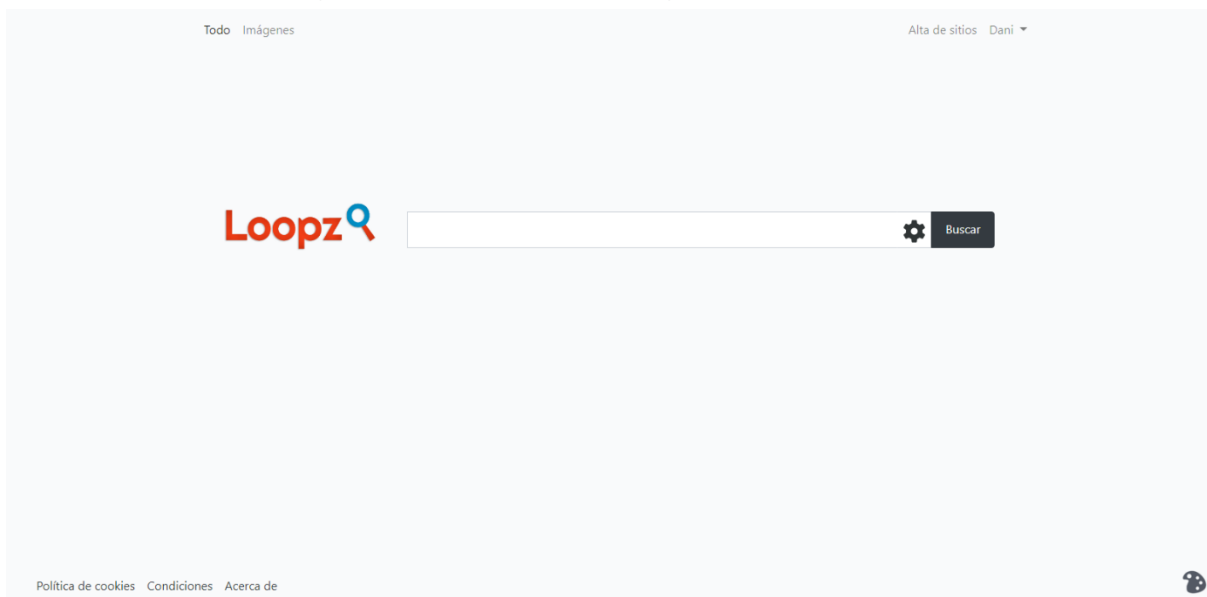 Todo Imágenes Alta de sitios Dani
Loopz Buscar
Política de cookies Condiciones Acerca de